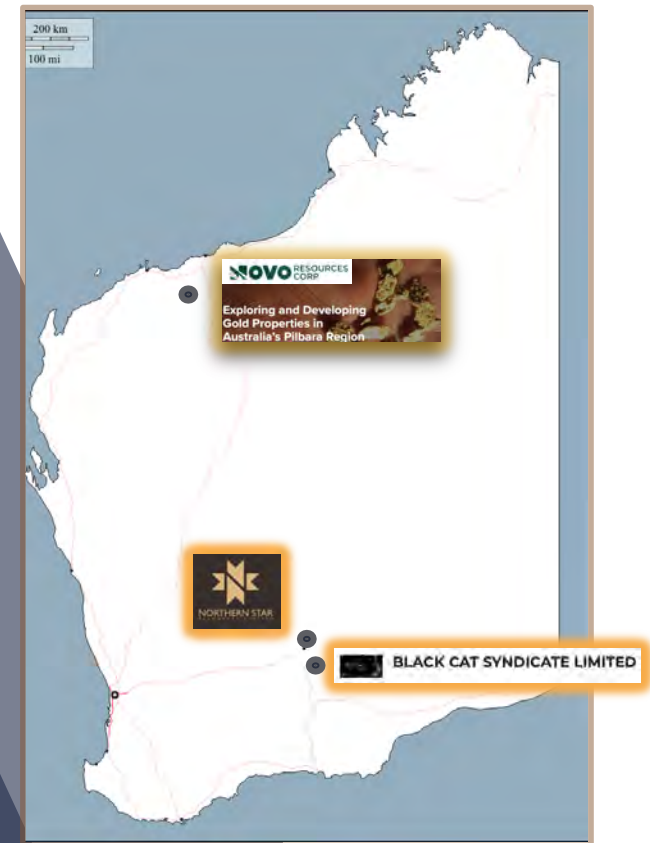 200 km
100 mi
NOVO RESOURCES CORP
Exploring and Developing
Gold Properties in
Australia's Pilbara Region
NORTHERN STAR
BLACK CAT SYNDICATE LIMITED